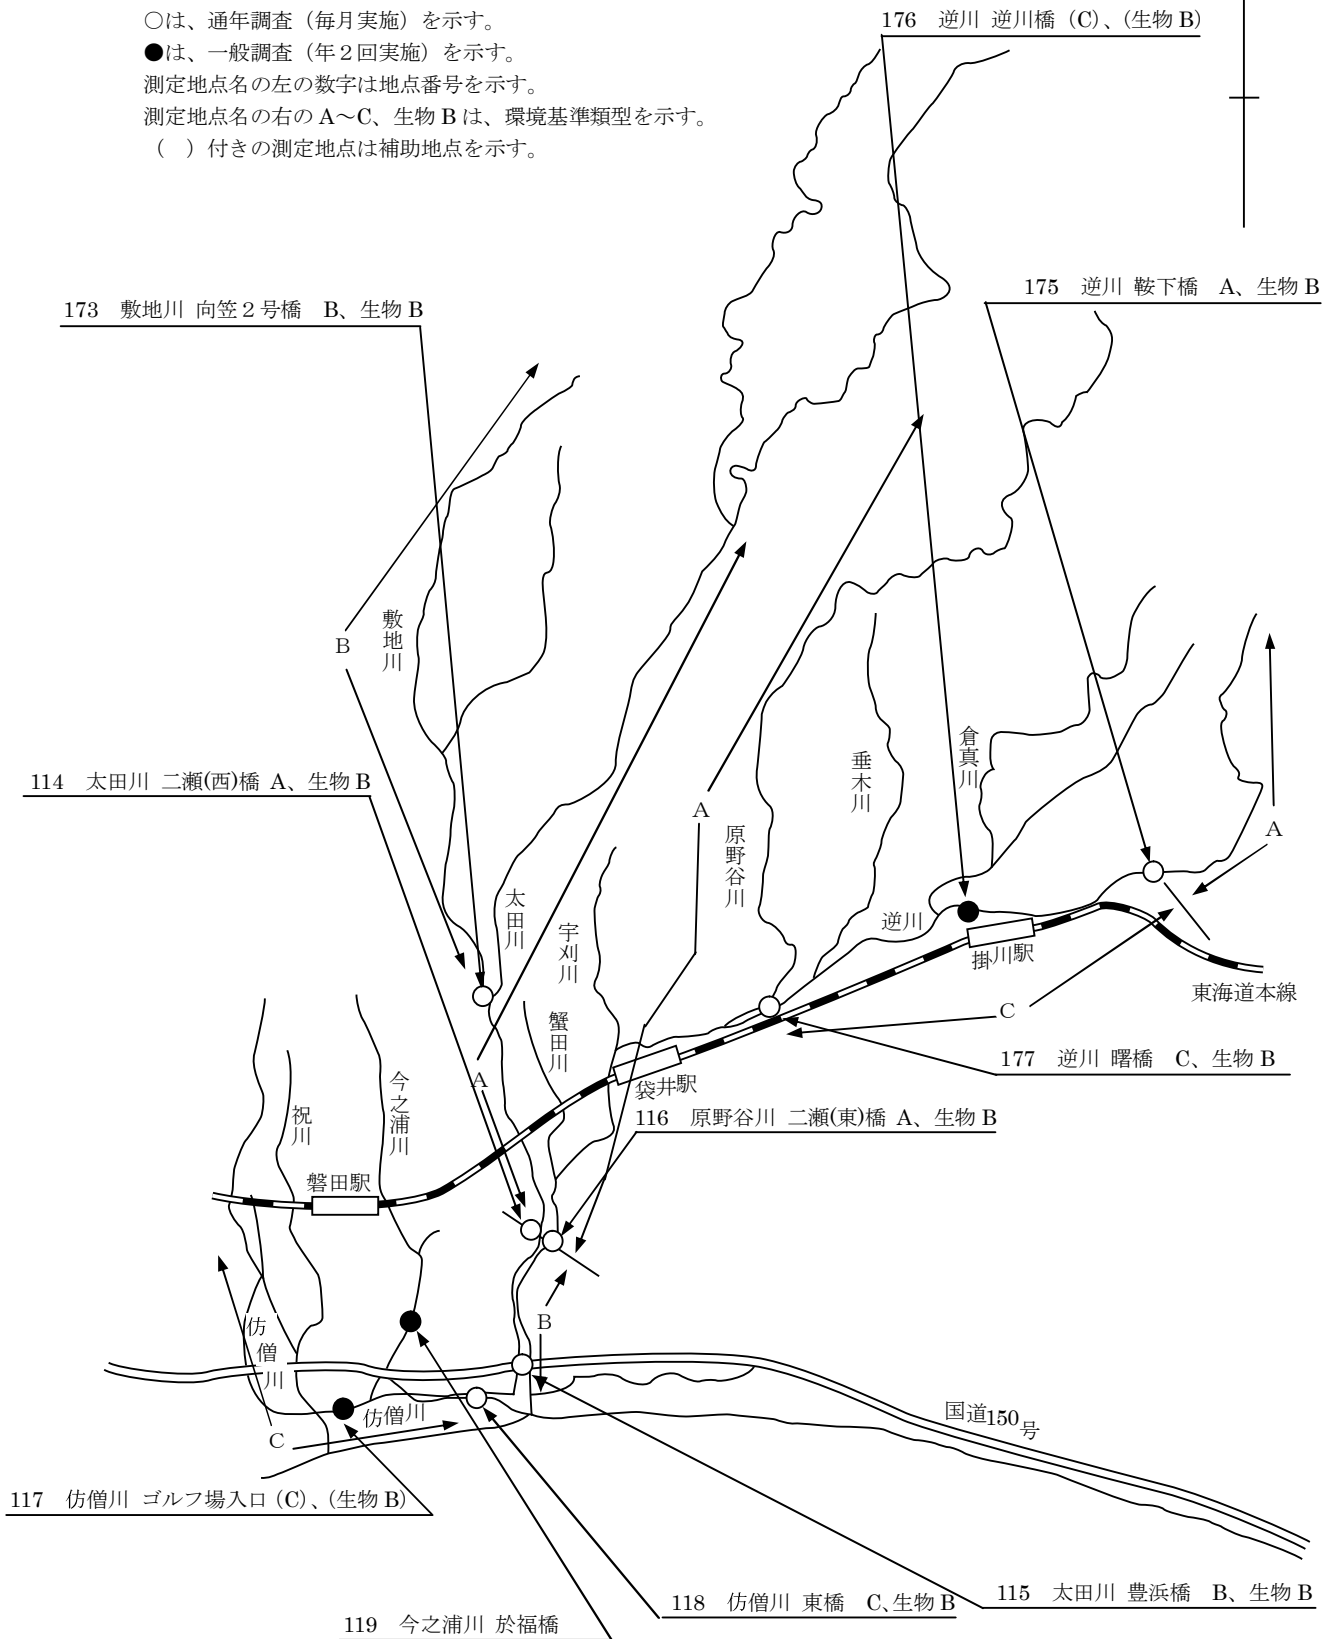 ○は、通年調査（毎月実施）を示す。
●は、一般調査（年２回実施）を示す。
測定地点名の左の数字は地点番号を示す。
測定地点名の右の A～C、生物 B は、環境基準類型を示す。
（　）付きの測定地点は補助地点を示す。
176　逆川 逆川橋（C）、（生物 B）
175　逆川 鞍下橋　A、生物 B
173　敷地川 向笠２号橋　B、生物 B
B
敷地川
114　太田川 二瀬(西)橋 A、生物 B
A
原野谷川
垂木川
倉真川
A
太田川
宇刈川
逆川
掛川駅
東海道本線
C
蟹田川
177　逆川 曙橋　C、生物 B
袋井駅
A
今之浦川
祝川
116　原野谷川 二瀬(東)橋 A、生物 B
磐田駅
B
仿僧川
仿僧川
C
国道150号
117　仿僧川 ゴルフ場入口（C）、（生物 B）
118　仿僧川 東橋　C、生物 B
115　太田川 豊浜橋　B、生物 B
119　今之浦川 於福橋